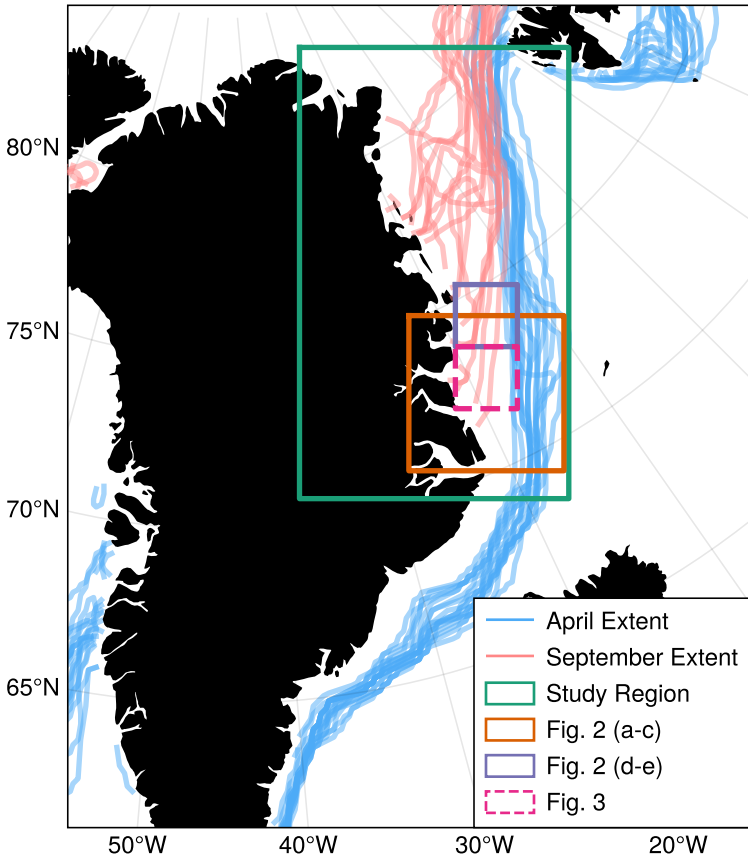 80°N
75°N
70°N
65°N
April Extent
September Extent
Study Region
Fig. 2 (a-c)
Fig. 2 (d-e)
Fig. 3
50°W
40°W
30°W
20°W